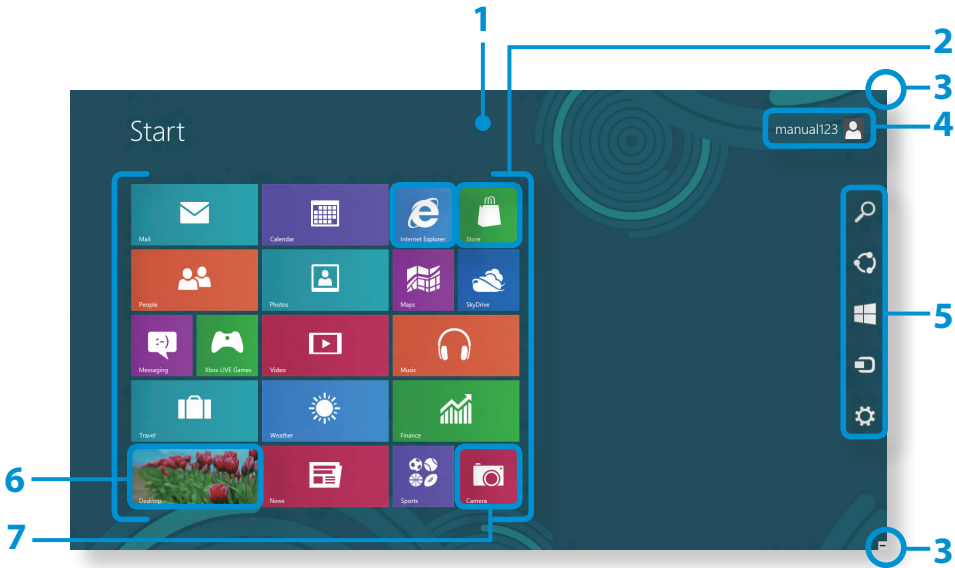 1
2
3
Start
manual123
4
Mail
Calendar
Internet Explorer
Store
People
Photos
Maps
SkyDrive
5
:-)
Messaging
Xbox LIVE Games
Video
Music
Travel
Weather
Finance
6
Desktop
News
Sports
Camera
7
3